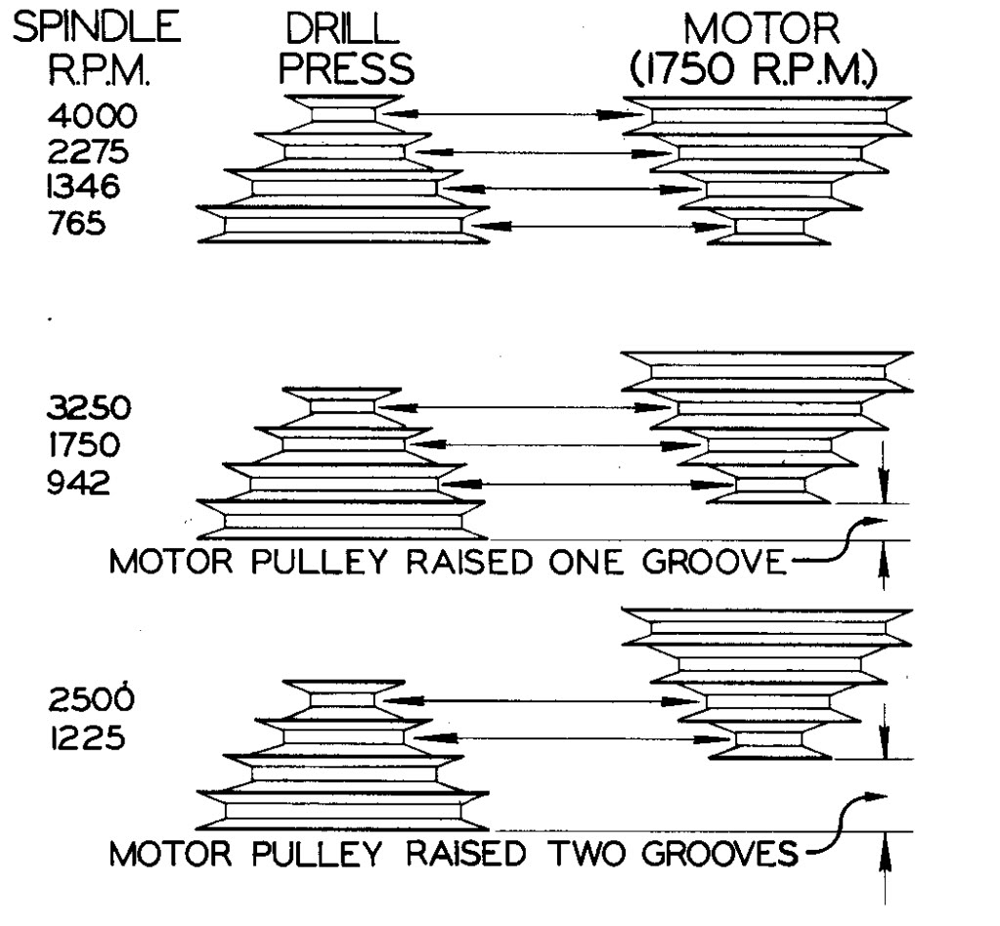 SPINDLE R.P.M.
DRILL PRESS
MOTOR (1750 R.P.M.)
4000
2275
1346
765
3250
1750
942
MOTOR PULLEY RAISED ONE GROOVE
2500
1225
MOTOR PULLEY RAISED TWO GROOVES